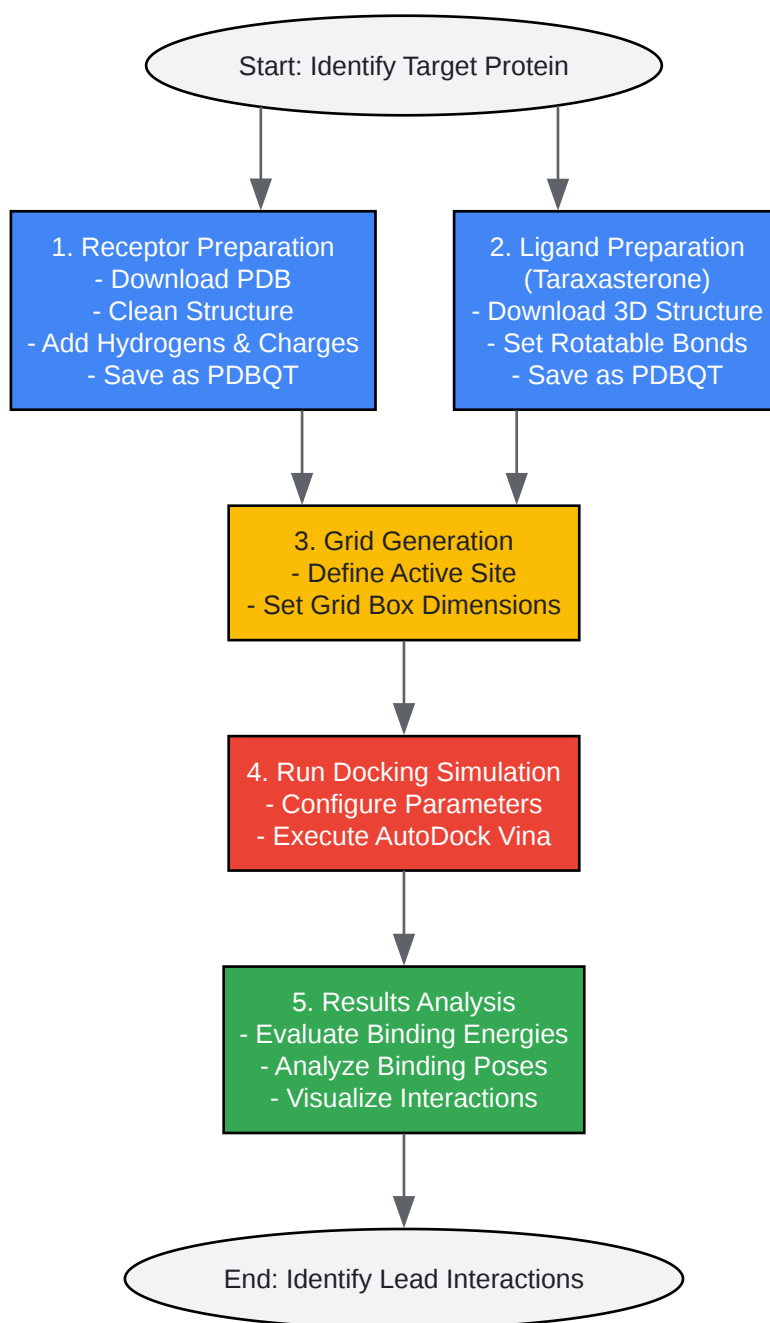 Start: Identify Target Protein
1. Receptor Preparation
- Download PDB
- Clean Structure
- Add Hydrogens & Charges
- Save as PDBQT
2. Ligand Preparation
(Taraxasterone)
- Download 3D Structure
- Set Rotatable Bonds
- Save as PDBQT
3. Grid Generation
- Define Active Site
- Set Grid Box Dimensions
4. Run Docking Simulation
- Configure Parameters
- Execute AutoDock Vina
5. Results Analysis
- Evaluate Binding Energies
- Analyze Binding Poses
- Visualize Interactions
End: Identify Lead Interactions